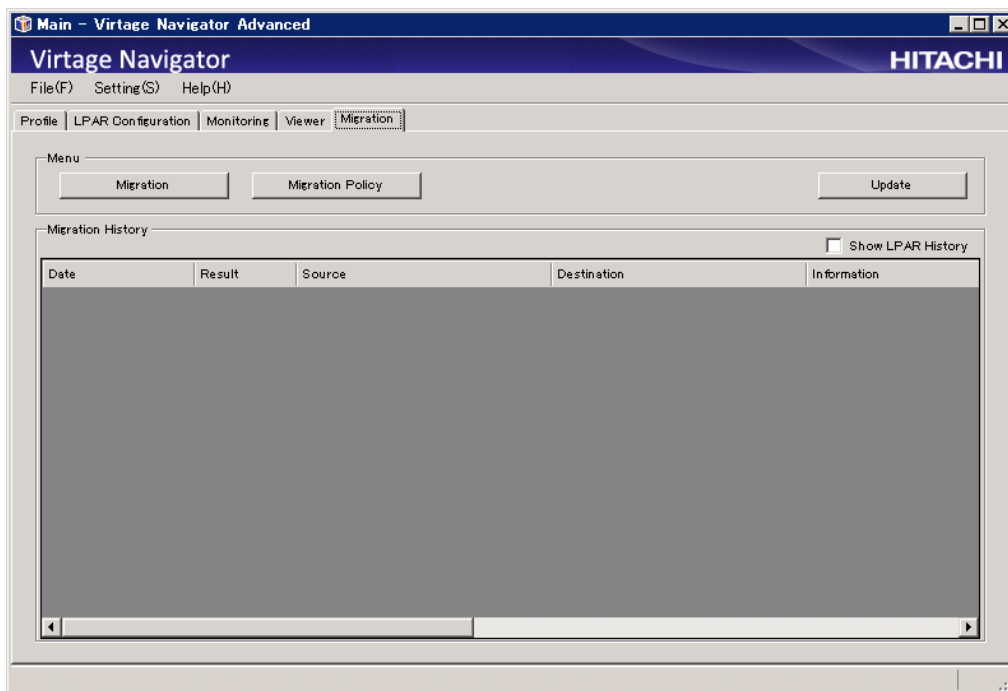 Main - Virtage Navigator Advanced
Virtage Navigator HITACHI
File(F) Setting(S) Help(H)
Profile LPAR Configuration Monitoring Viewer Migration
Menu
Migration Migration Policy Update
Migration History
Show LPAR History
Date Result Source Destination Information